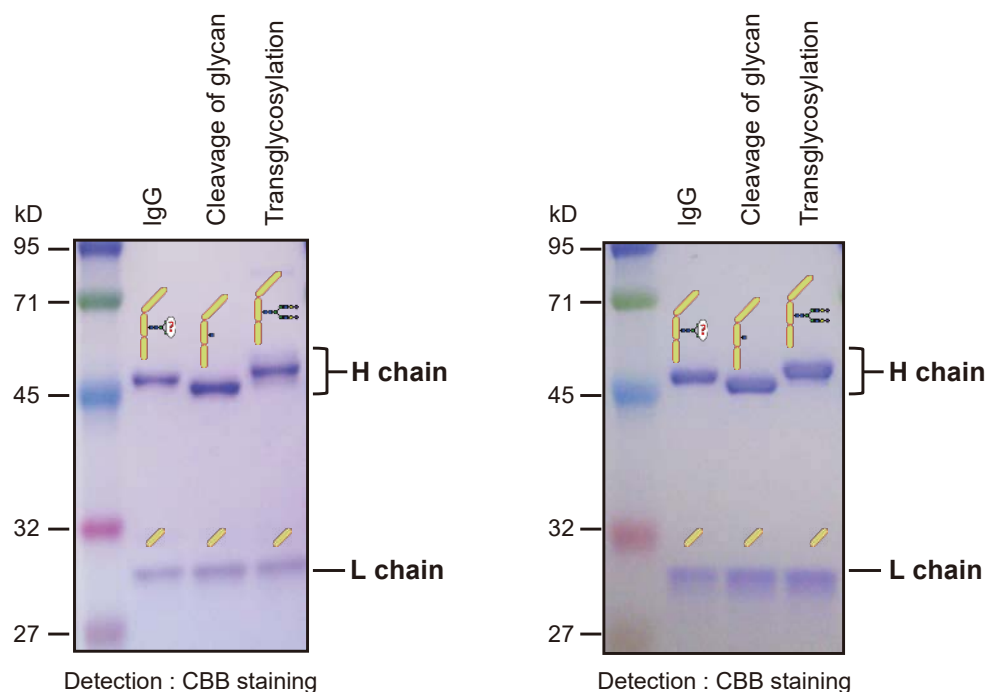 IgG
Cleavage of glycan
Transglycosylation
kD
95
71
45
32
27
?
H chain
L chain
Detection : CBB staining
IgG
Cleavage of glycan
Transglycosylation
kD
95
71
45
32
27
?
H chain
L chain
Detection : CBB staining